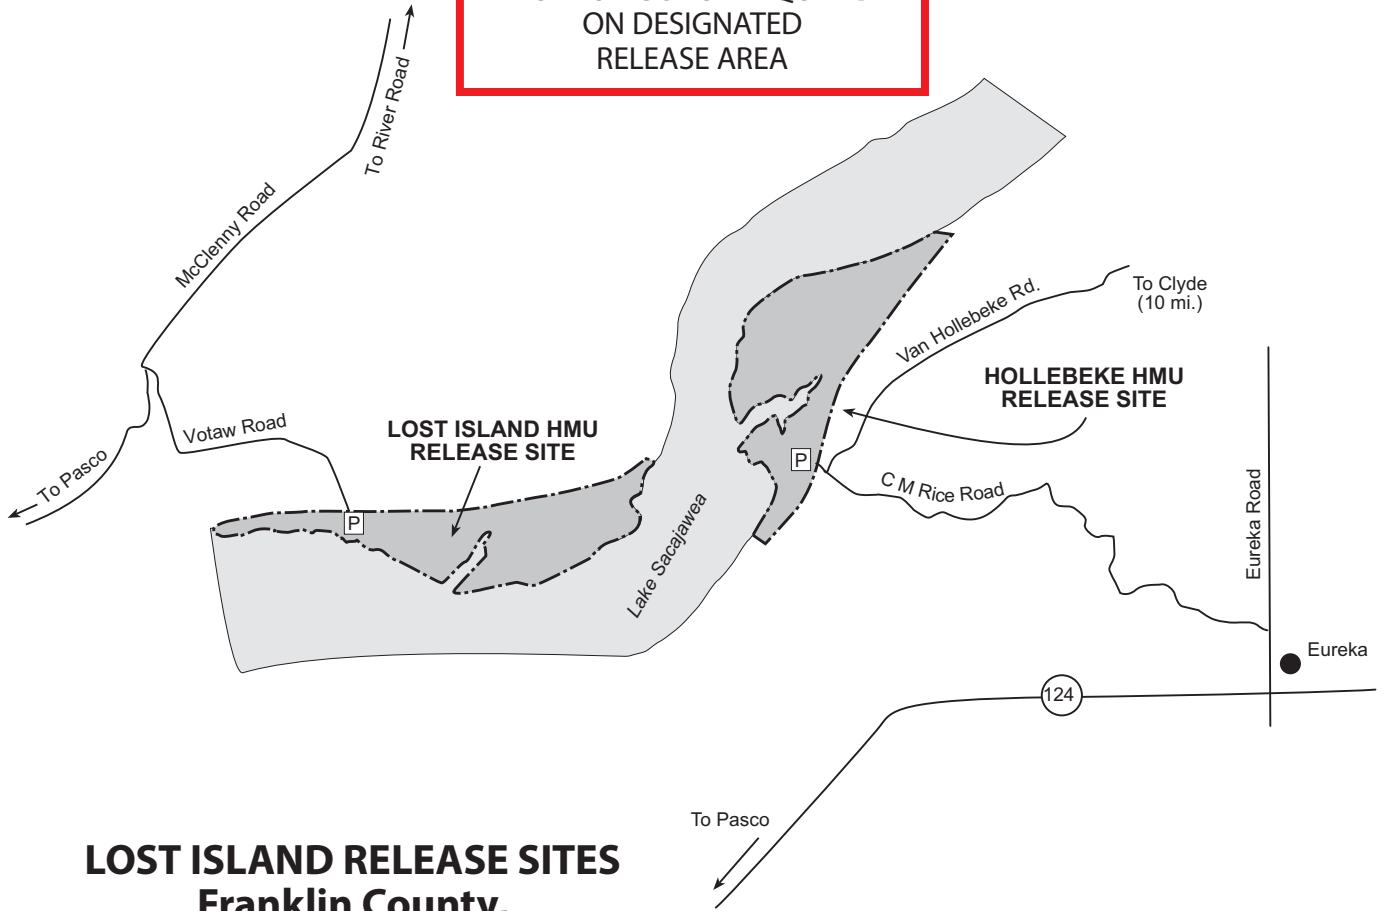 ON DESIGNATED
RELEASE AREA
To River Road
McClenny Road
Van Hollebeke Rd.
To Clyde
(10 mi.)
HOLLEBEKE HMU
RELEASE SITE
Votaw Road
LOST ISLAND HMU
RELEASE SITE
To Pasco
P
P
C M Rice Road
Lake Sacajawea
Eureka Road
Eureka
124
To Pasco
LOST ISLAND RELEASE SITES
Franklin County,